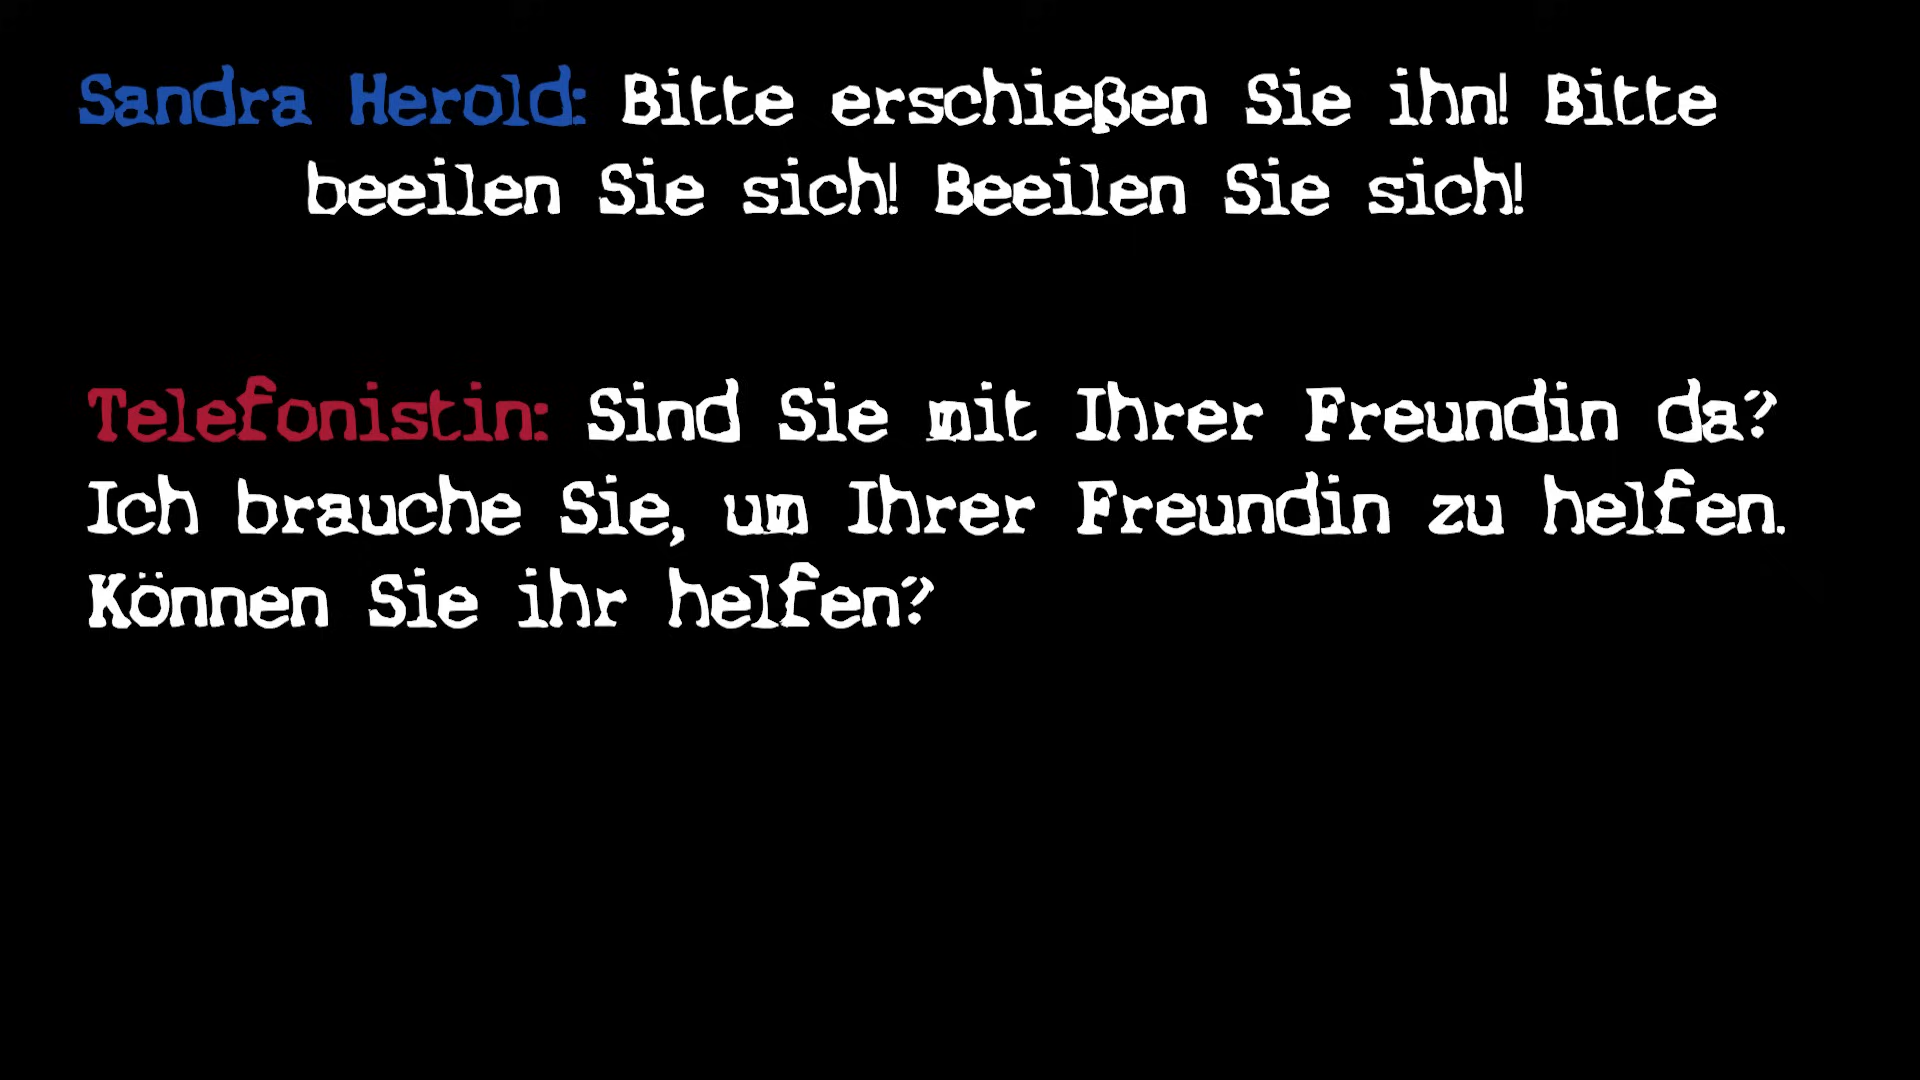 Sandra Herold: Bitte erschießen Sie ihn! Bitte
beeilen Sie sich! Beeilen Sie sich!
Telefonistin: Sind Sie mit Ihrer Freundin da?
Ich brauche Sie, um Ihrer Freundin zu helfen.
Können Sie ihr helfen?